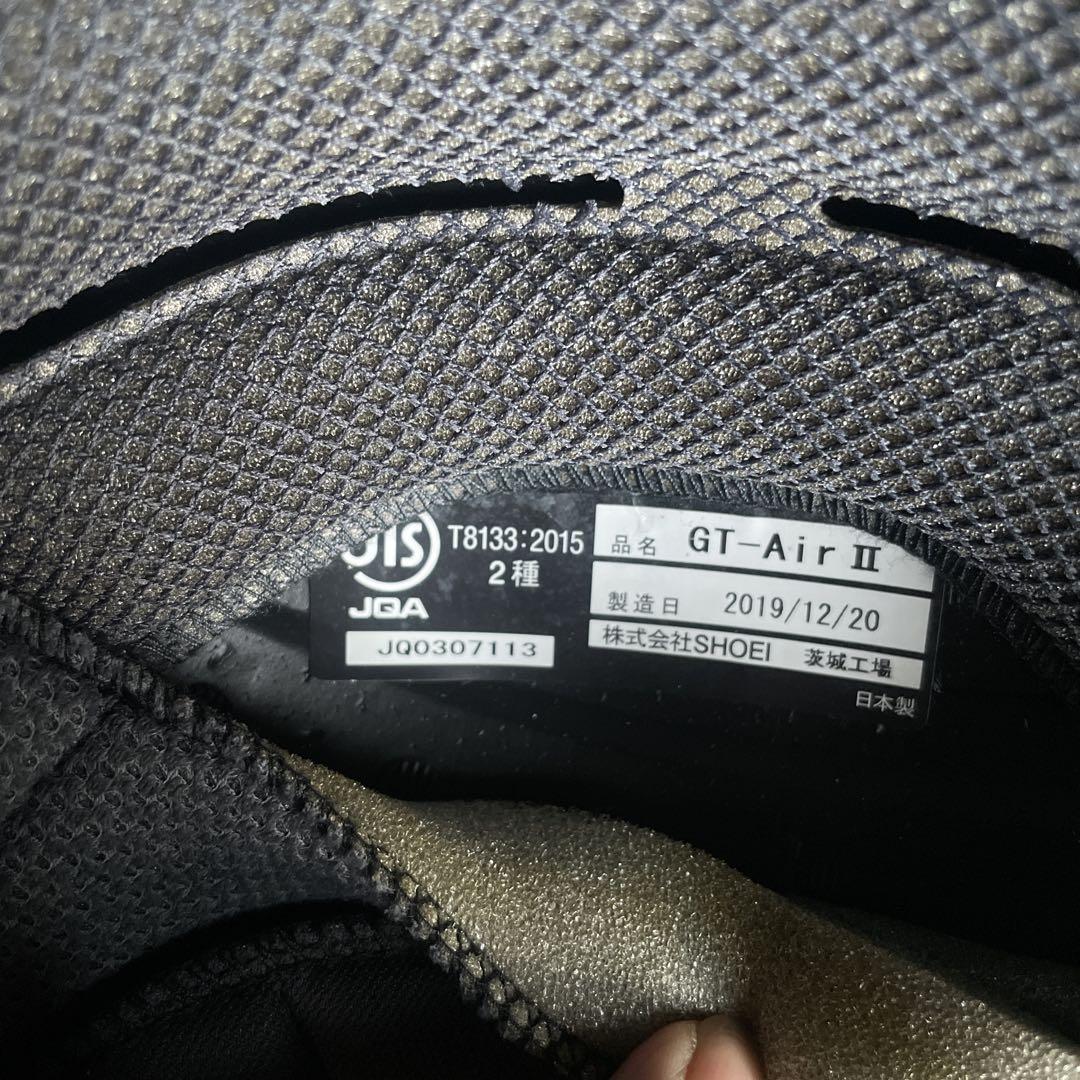 JIS
T8133:2015
2種
JQA
JQ0307113
品名 GT-Air II
製造日 2019/12/20
株式会社SHOEI 茨城工場
日本製